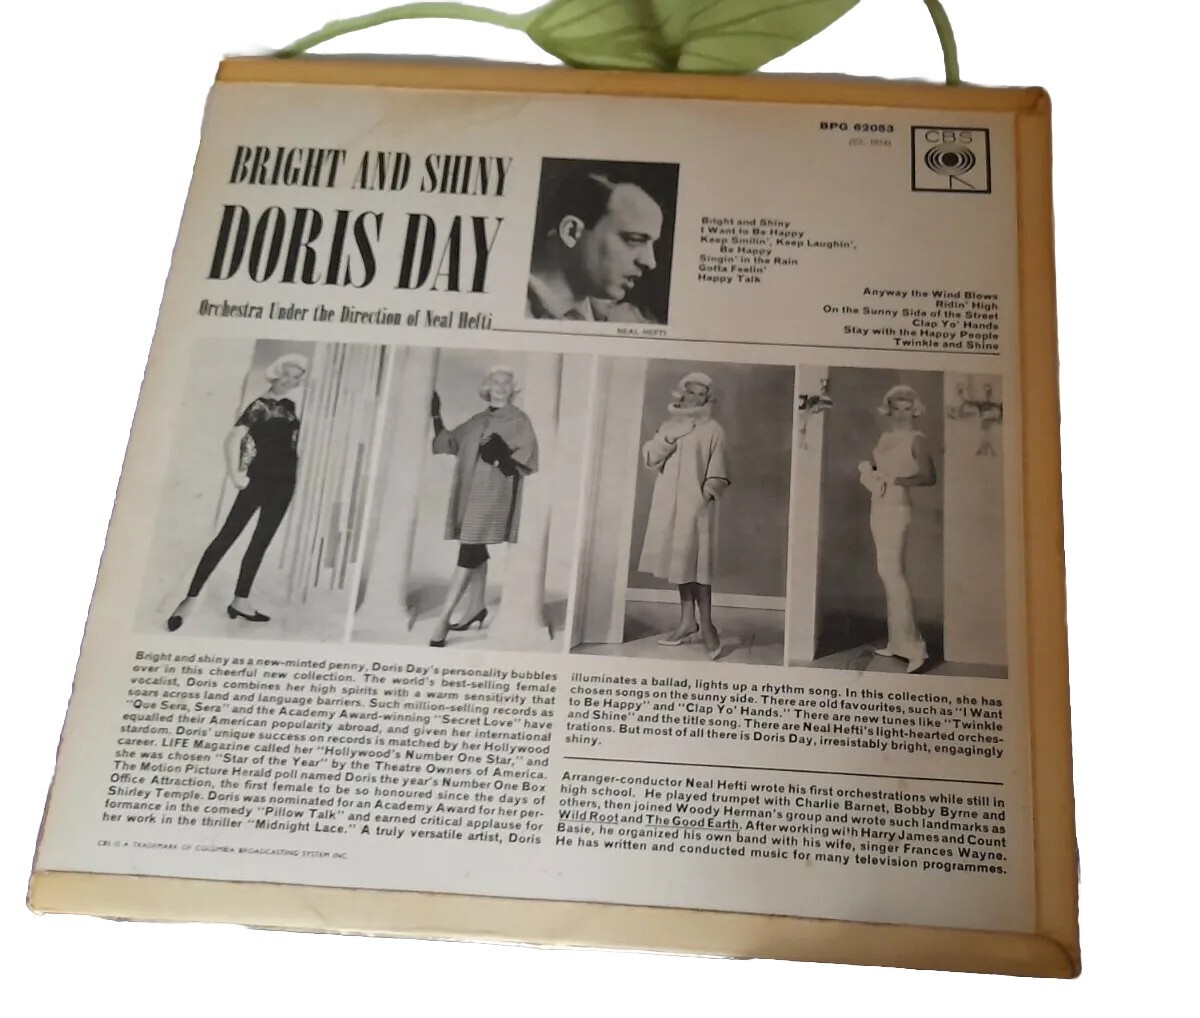 BRIGHT AND SHINY
DORIS DAY
Orchestra Under the Direction of Neal Hefti
NEAL HEFTI
BPG 62083
CBS
Bright and Shiny
I Want to Be Happy
Keep Smilin', Keep Laughin',
Be Happy
Singin' in the Rain
Gotta Feelin'
Happy Talk
Anyway the Wind Blows
Ridin' High
On the Sunny Side of the Street
Clap Yo' Hands
Stay with the Happy People
Twinkle and Shine
Bright and shiny as a new-minted penny, Doris Day's personality bubbles
over in this cheerful new collection. The world's best-selling female
vocalist, Doris combines her high spirits with a warm sensitivity that
soars across land and language barriers. Such million-selling records as
"Que Sera, Sera" and the Academy Award-winning "Secret Love" have
equalled their American popularity abroad, and given her international
stardom. Doris' unique success on records is matched by her Hollywood
career. LIFE Magazine called her "Hollywood's Number One Star," and
she was chosen "Star of the Year" by the Theatre Owners of America.
The Motion Picture Herald poll named Doris the year's Number One Box
Office Attraction, the first female to be so honoured since the days of
Shirley Temple. Doris was nominated for an Academy Award for her per-
formance in the comedy "Pillow Talk" and earned critical applause for
her work in the thriller "Midnight Lace." A truly versatile artist, Doris
CBS IS A TRADEMARK OF COLUMBIA BROADCASTING SYSTEM INC.
illuminates a ballad, lights up a rhythm song. In this collection, she has
chosen songs on the sunny side. There are old favourites, such as "I Want
to Be Happy" and "Clap Yo' Hands." There are new tunes like "Twinkle
and Shine" and the title song. There are Neal Hefti's light-hearted orches-
trations. But most of all there is Doris Day, irresistably bright, engagingly
shiny.
Arranger-conductor Neal Hefti wrote his first orchestrations while still in
high school. He played trumpet with Charlie Barnet, Bobby Byrne and
others, then joined Woody Herman's group and wrote such landmarks as
Wild Root and The Good Earth. After working with Harry James and Count
Basie, he organized his own band with his wife, singer Frances Wayne.
He has written and conducted music for many television programmes.